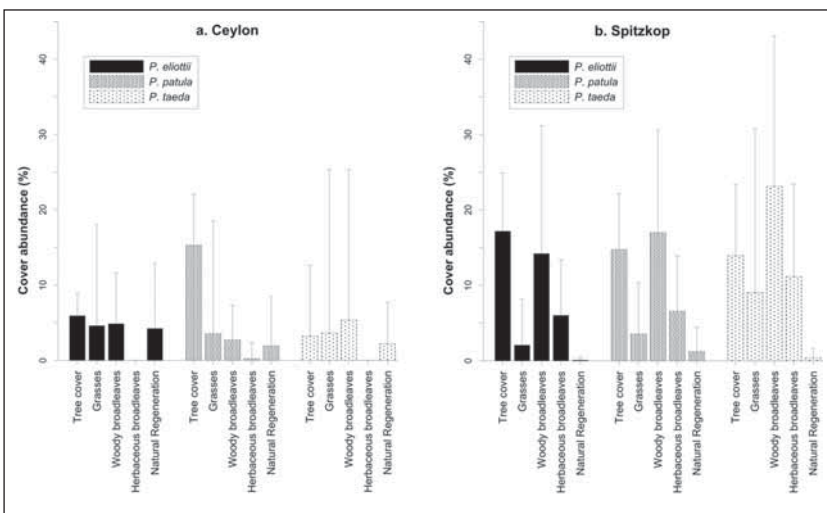 a. Ceylon
P. eliottii
P. patula
P. taeda
Cover abundance (%)
40
30
20
10
0
Tree cover
Grasses
Woody broadleaves
Herbaceous broadleaves
Natural Regeneration
Tree cover
Grasses
Woody broadleaves
Herbaceous broadleaves
Natural Regeneration
Tree cover
Grasses
Woody broadleaves
Herbaceous broadleaves
Natural Regeneration
b. Spitzkop
P. eliottii
P. patula
P. taeda
Cover abundance (%)
40
30
20
10
0
Tree cover
Grasses
Woody broadleaves
Herbaceous broadleaves
Natural Regeneration
Tree cover
Grasses
Woody broadleaves
Herbaceous broadleaves
Natural Regeneration
Tree cover
Grasses
Woody broadleaves
Herbaceous broadleaves
Natural Regeneration